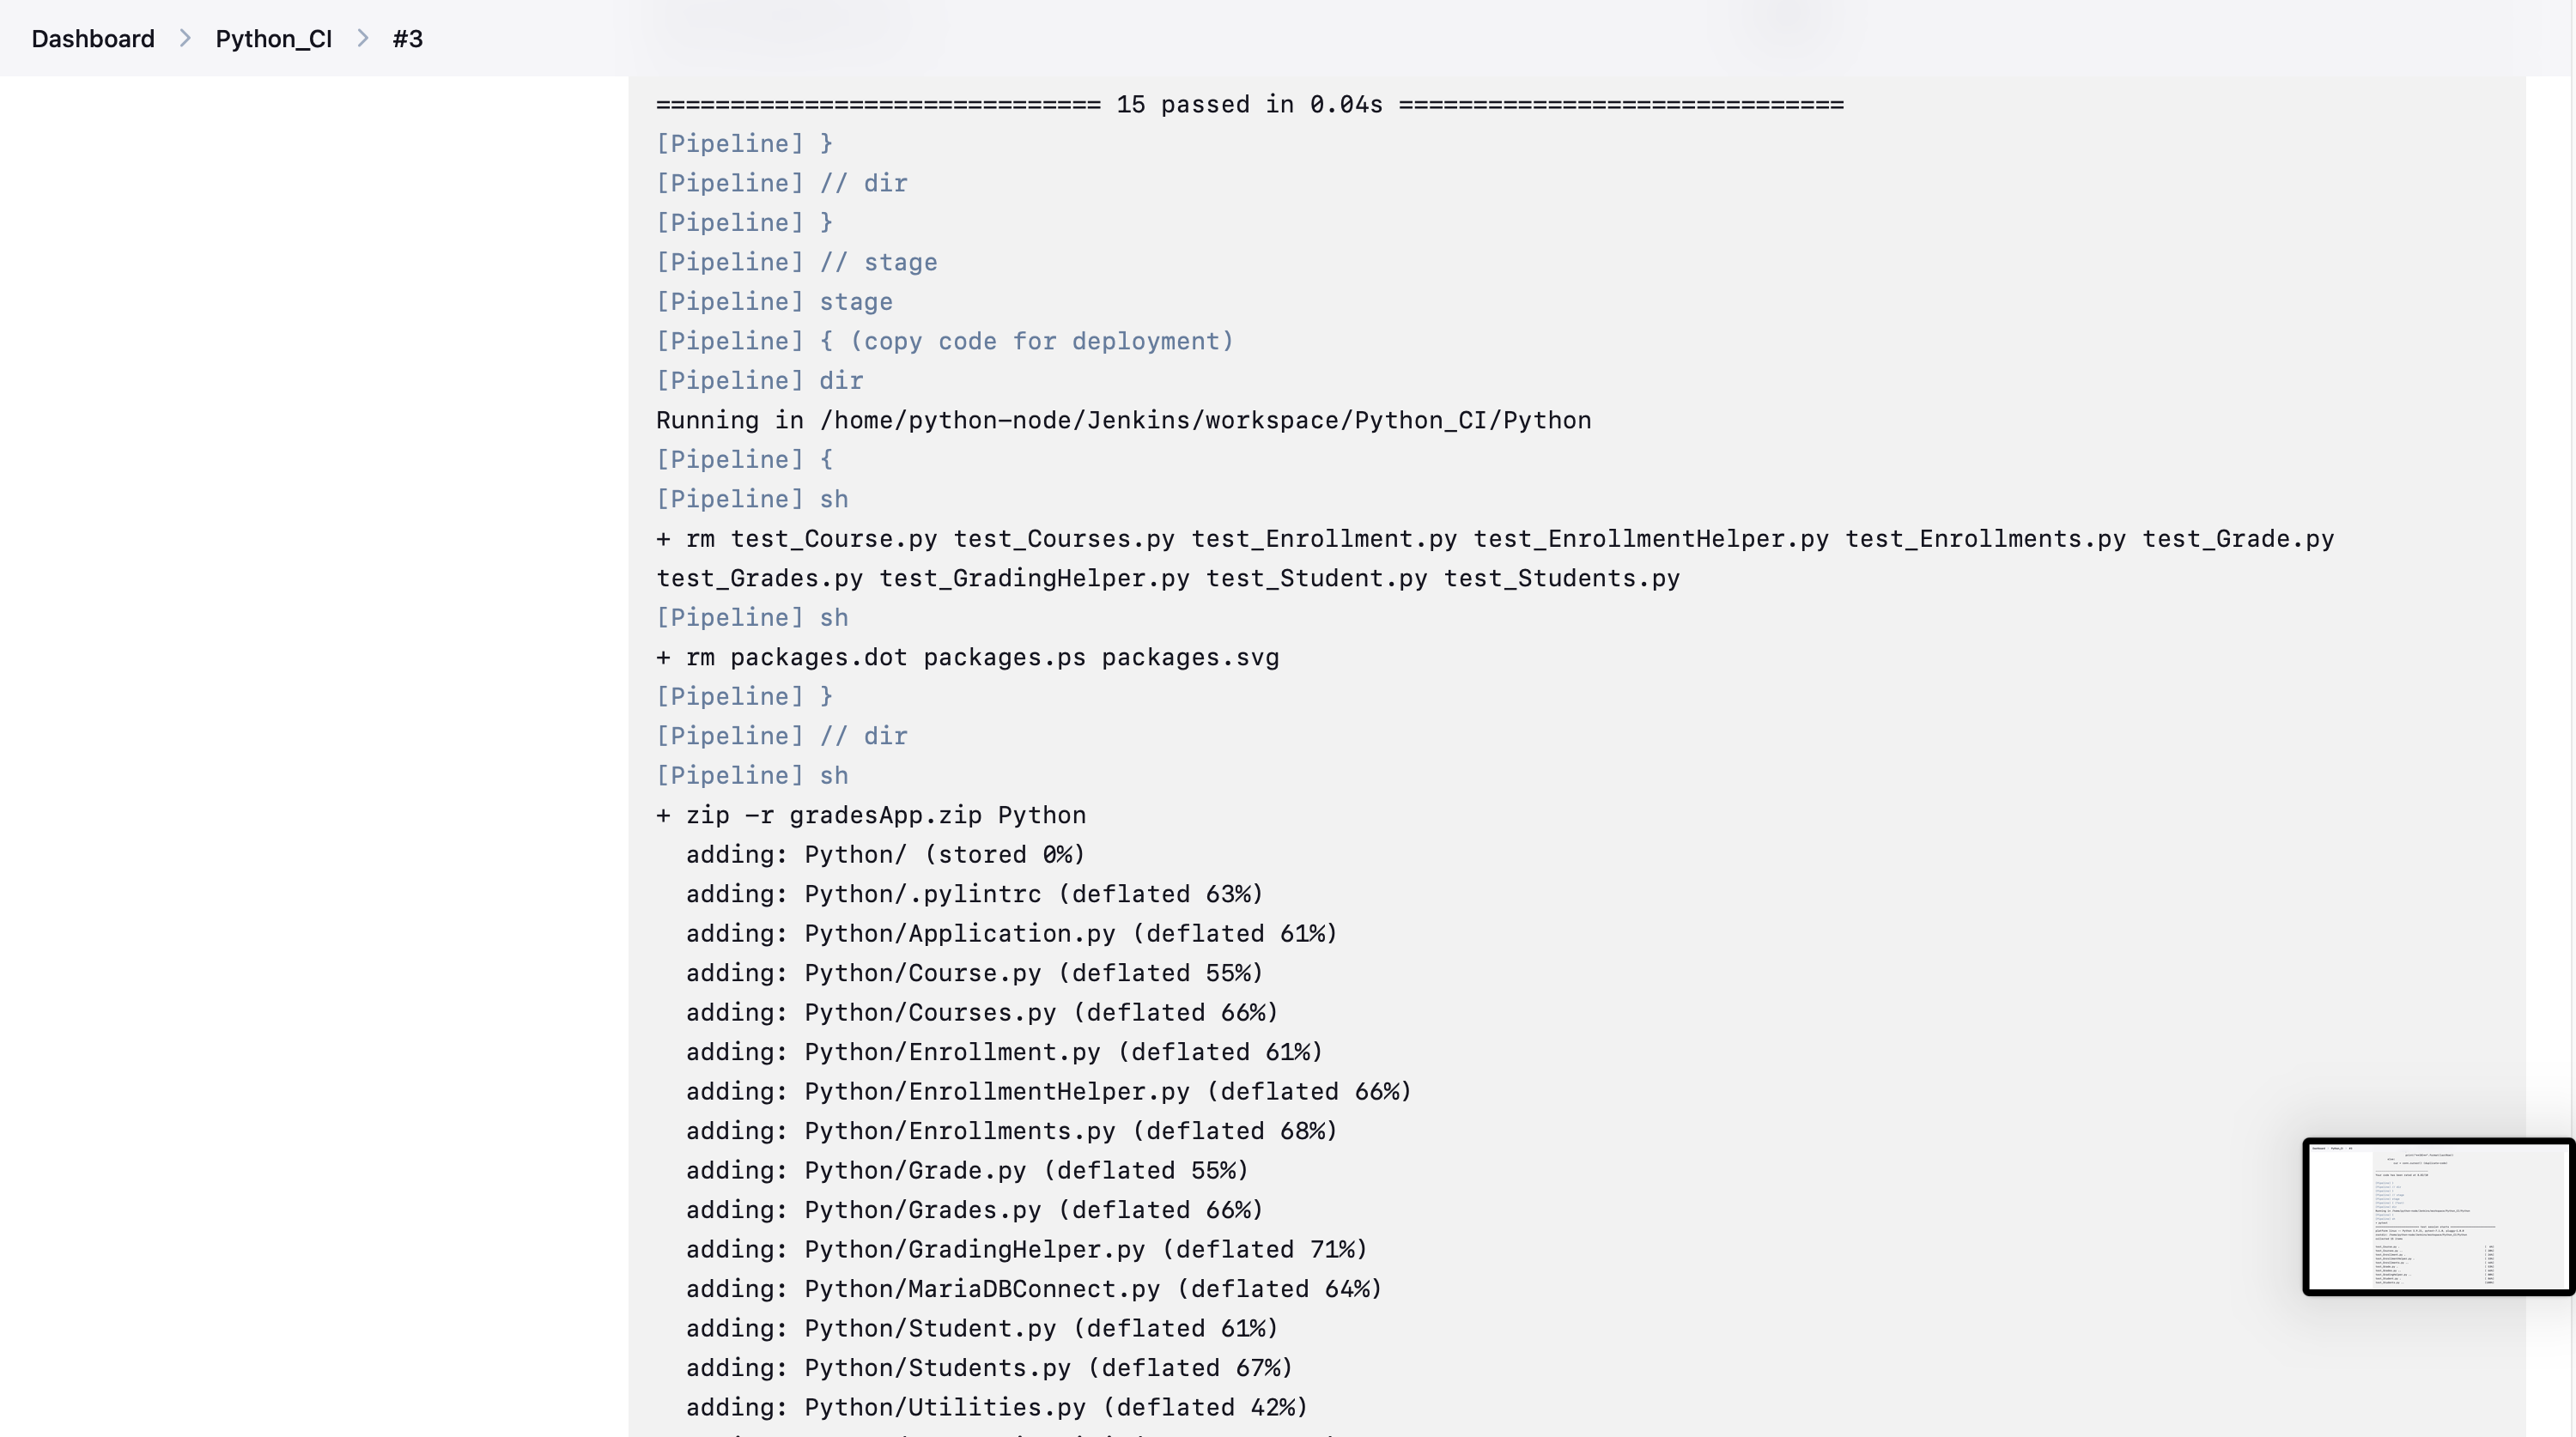 Dashboard > Python_CI > #3
============================== 15 passed in 0.04s ==============================
[Pipeline] }
[Pipeline] // dir
[Pipeline] }
[Pipeline] // stage
[Pipeline] stage
[Pipeline] { (copy code for deployment)
[Pipeline] dir
Running in /home/python-node/Jenkins/workspace/Python_CI/Python
[Pipeline] {
[Pipeline] sh
+ rm test_Course.py test_Courses.py test_Enrollment.py test_EnrollmentHelper.py test_Enrollments.py test_Grade.py
test_Grades.py test_GradingHelper.py test_Student.py test_Students.py
[Pipeline] sh
+ rm packages.dot packages.ps packages.svg
[Pipeline] }
[Pipeline] // dir
[Pipeline] sh
+ zip -r gradesApp.zip Python
  adding: Python/ (stored 0%)
  adding: Python/.pylintrc (deflated 63%)
  adding: Python/Application.py (deflated 61%)
  adding: Python/Course.py (deflated 55%)
  adding: Python/Courses.py (deflated 66%)
  adding: Python/Enrollment.py (deflated 61%)
  adding: Python/EnrollmentHelper.py (deflated 66%)
  adding: Python/Enrollments.py (deflated 68%)
  adding: Python/Grade.py (deflated 55%)
  adding: Python/Grades.py (deflated 66%)
  adding: Python/GradingHelper.py (deflated 71%)
  adding: Python/MariaDBConnect.py (deflated 64%)
  adding: Python/Student.py (deflated 61%)
  adding: Python/Students.py (deflated 67%)
  adding: Python/Utilities.py (deflated 42%)